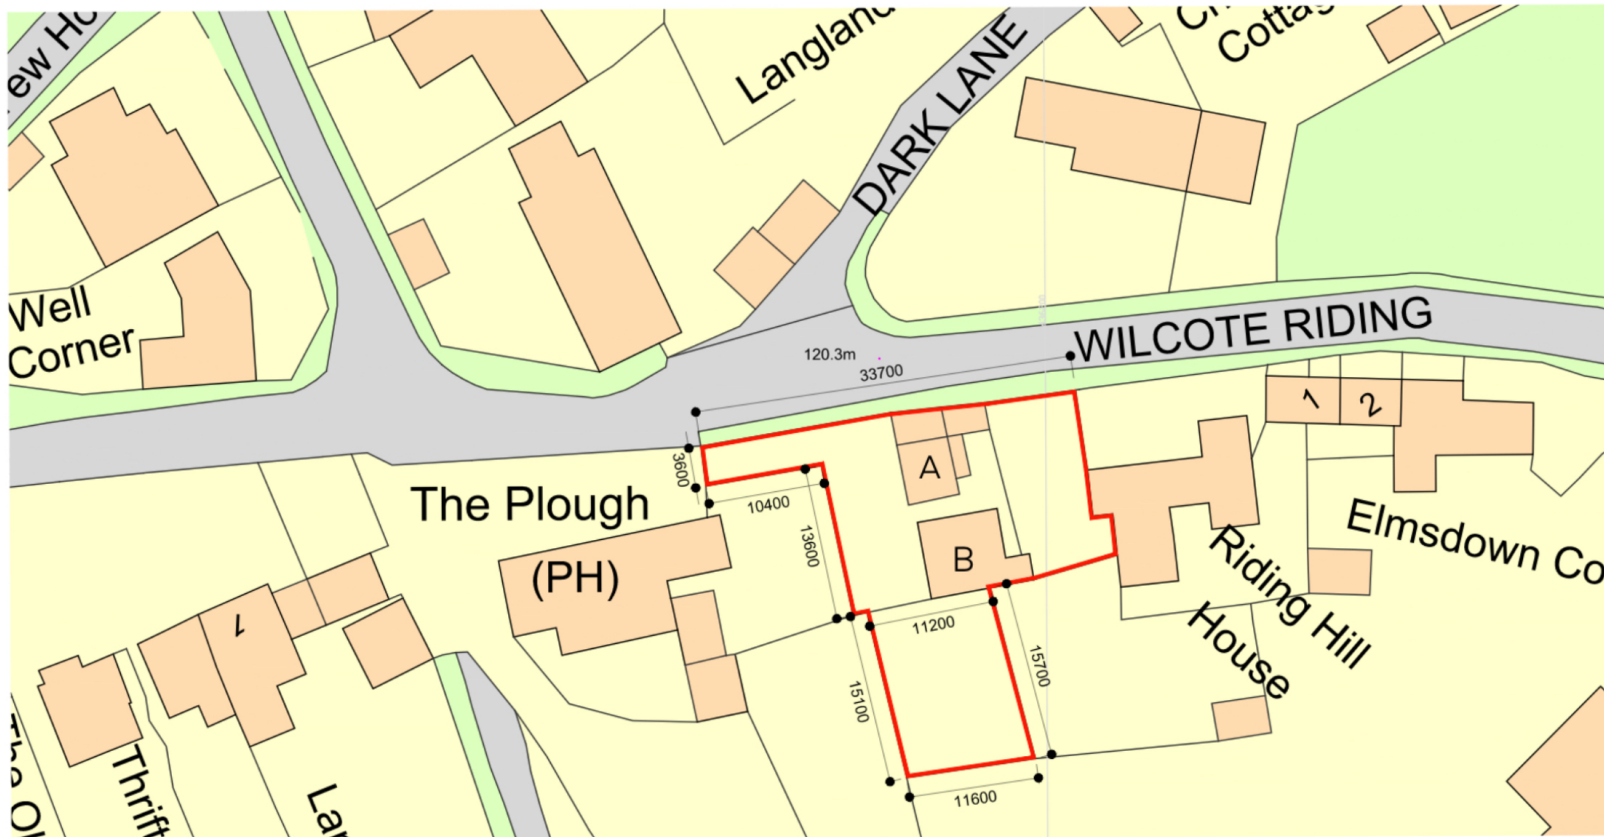 Langland
DARK LANE
Cottag
Well
Corner
WILCOTE RIDING
120.3m
33700
1
2
A
3600
The Plough
10400
13600
B
(PH)
Elmsdown Co
Riding Hill
House
1
11200
15700
15100
11600
Thrift